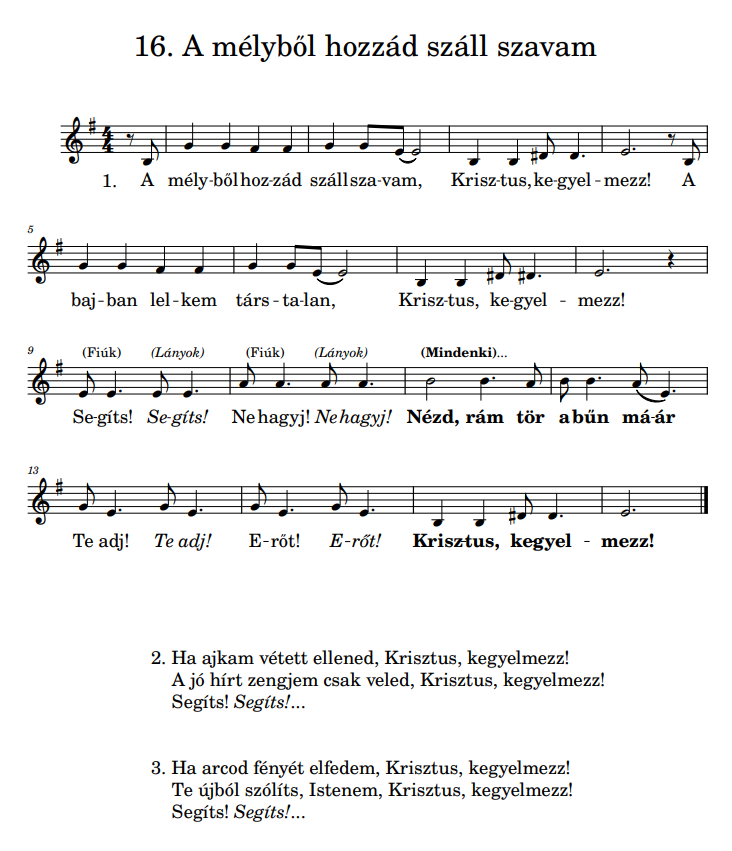 16. A mélyből hozzád száll szavam
1. A mély-ből hoz-zád száll sza-vam, Krisz-tus, ke-gyel-mezz! A
5
baj-ban lel-kem társ-ta-lan, Krisz-tus, ke-gyel-mezz!
9 (Fiúk) (Lányok) (Fiúk) (Lányok) (Mindenki)...
Se-gíts! Se-gíts! Ne hagyj! Ne hagyj! Nézd, rám tör a bűn má-ár
13
Te adj! Te adj! E-rőt! E-rőt! Krisz-tus, ke-gyel-mezz!
2. Ha ajkam vétett ellened, Krisztus, kegyelmezz!
A jó hírt zengjem csak veled, Krisztus, kegyelmezz!
Segíts! Segíts!...
3. Ha arcod fényét elfedem, Krisztus, kegyelmezz!
Te újból szólíts, Istenem, Krisztus, kegyelmezz!
Segíts! Segíts!...